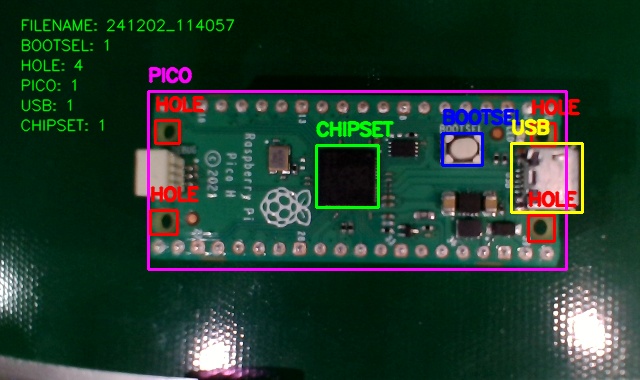 FILENAME: 241202_114057
BOOTSEL: 1
HOLE: 4
PICO: 1
USB: 1
CHIPSET: 1
PICO
HOLE
CHIPSET
BOOTSEL
HOLE
USB
BOOTSEL
HOLE
HOLE
Raspberry Pi
Pico H